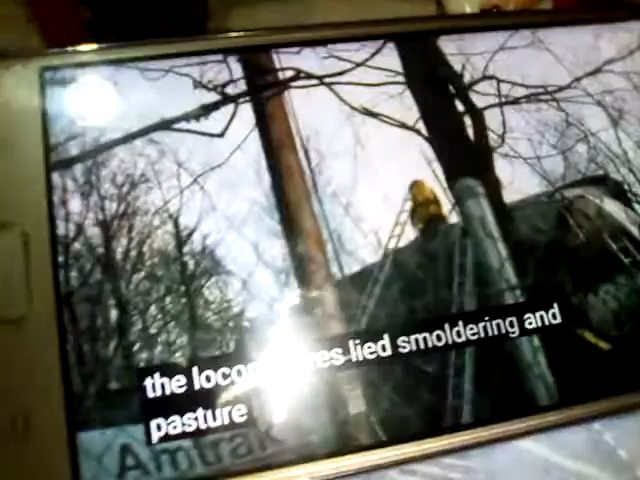 the lied smoldering and
pasture
Amtrak